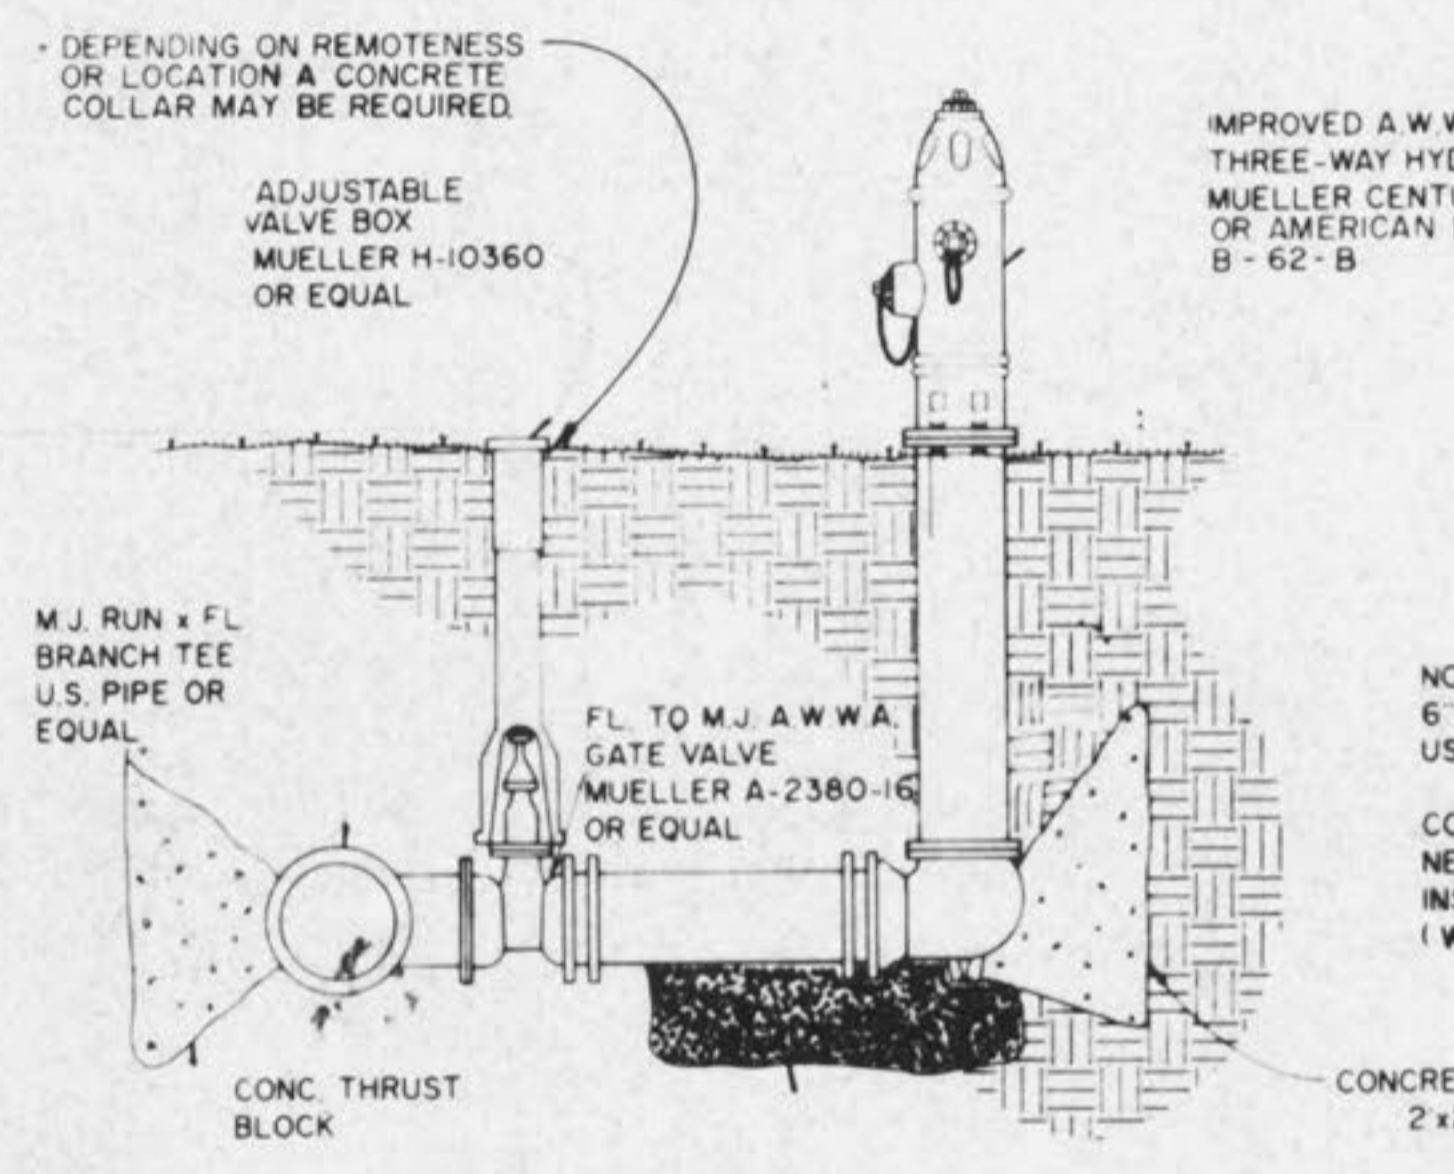 DEPENDING ON REMOTENESS
OR LOCATION A CONCRETE
COLLAR MAY BE REQUIRED.
ADJUSTABLE
VALVE BOX
MUELLER H-10360
OR EQUAL
IMPROVED A.W.W
THREE-WAY HYD
MUELLER CENTU
OR AMERICAN
B-62-B
M.J. RUN x FL
BRANCH TEE
U.S. PIPE OR
EQUAL
FL. TO M.J. A.W.W.A.
GATE VALVE
MUELLER A-2380-16
OR EQUAL
NO
6
US
CO
NE
INS
(W
CONC. THRUST
BLOCK
CONCRE
2 x